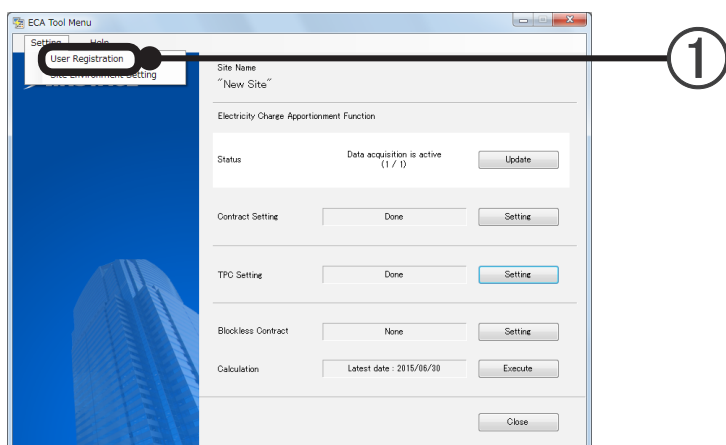 ECA Tool Menu
Setting Help
User Registration
Site Environment Setting
1
Site Name
"New Site"
Electricity Charge Apportionment Function
Status
Data acquisition is active
(1 / 1)
Update
Contract Setting
Done
Setting
TPC Setting
Done
Setting
Blockless Contract
None
Setting
Calculation
Latest date : 2015/06/30
Execute
Close